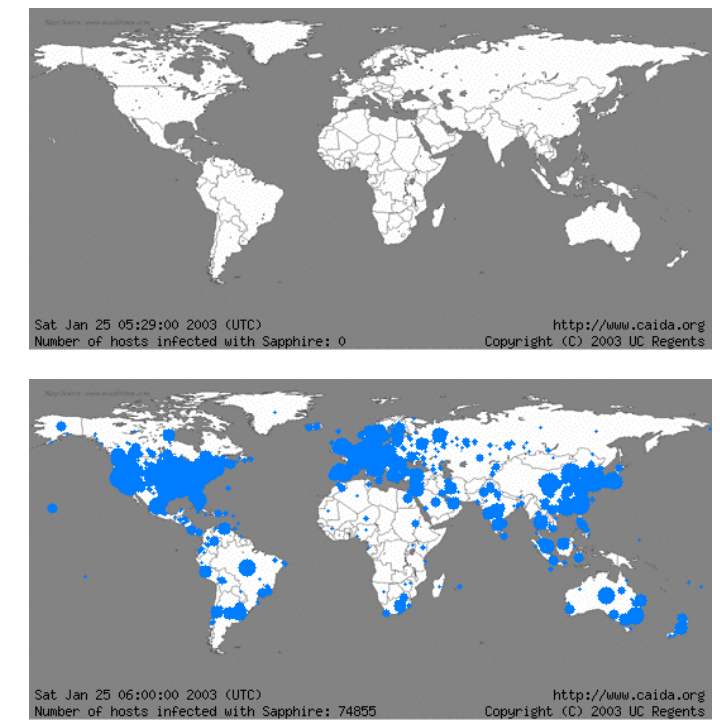 Sat Jan 25 05:29:00 2003 (UTC)
http://www.caida.org
Number of hosts infected with Sapphire: 0
Copyright (C) 2003 UC Regents
Sat Jan 25 06:00:00 2003 (UTC)
http://www.caida.org
Number of hosts infected with Sapphire: 74855
Copyright (C) 2003 UC Regents